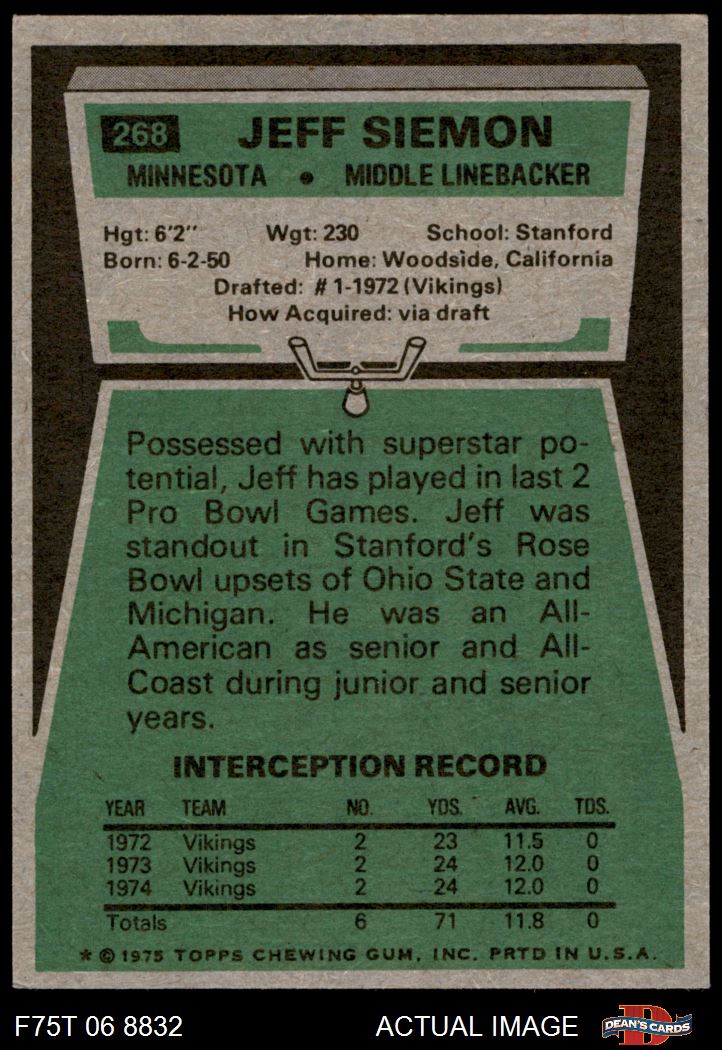 268 JEFF SIEMON
MINNESOTA • MIDDLE LINEBACKER
Hgt: 6'2" Wgt: 230 School: Stanford
Born: 6-2-50 Home: Woodside, California
Drafted: #1-1972 (Vikings)
How Acquired: via draft
Possessed with superstar po-
tential, Jeff has played in last 2
Pro Bowl Games. Jeff was
standout in Stanford's Rose
Bowl upsets of Ohio State and
Michigan. He was an All-
American as senior and All-
Coast during junior and senior
years.
INTERCEPTION RECORD
YEAR TEAM NO. YDS. AVG. TDS.
1972 Vikings 2 23 11.5 0
1973 Vikings 2 24 12.0 0
1974 Vikings 2 24 12.0 0
Totals 6 71 11.8 0
* © 1975 TOPPS CHEWING GUM, INC. PRTD IN U.S.A.
F75T 06 8832 ACTUAL IMAGE D DEAN'S CARDS